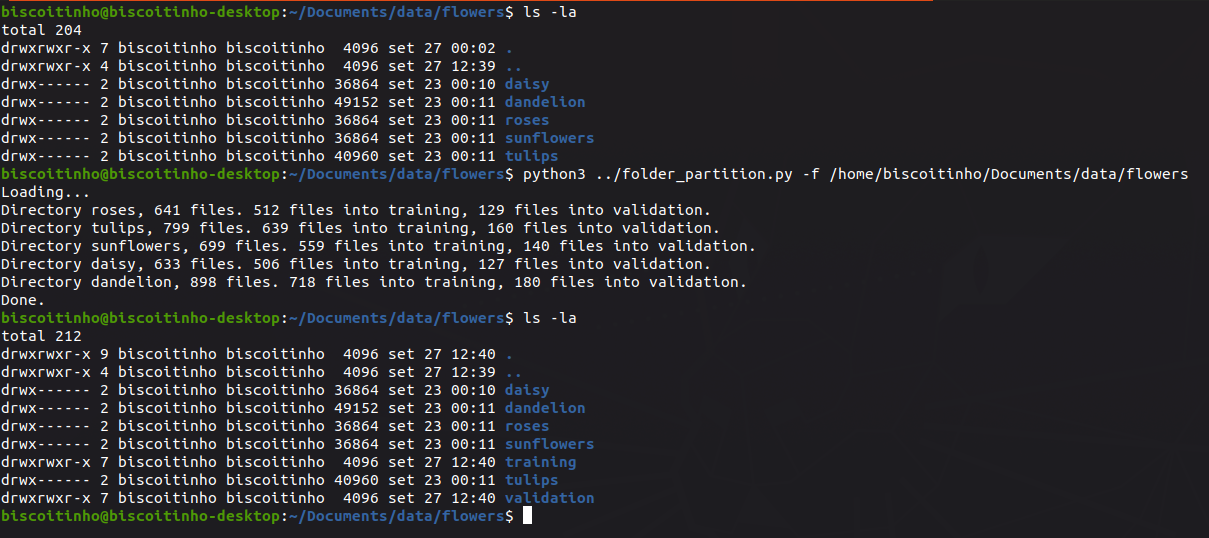 biscoitinho@biscoitinho-desktop:~/Documents/data/flowers$ ls -la
total 204
drwxrwxr-x 7 biscoitinho biscoitinho  4096 set 27 00:02 .
drwxrwxr-x 4 biscoitinho biscoitinho  4096 set 27 12:39 ..
drwx------ 2 biscoitinho biscoitinho 36864 set 23 00:10 daisy
drwx------ 2 biscoitinho biscoitinho 49152 set 23 00:11 dandelion
drwx------ 2 biscoitinho biscoitinho 36864 set 23 00:11 roses
drwx------ 2 biscoitinho biscoitinho 36864 set 23 00:11 sunflowers
drwx------ 2 biscoitinho biscoitinho 40960 set 23 00:11 tulips
biscoitinho@biscoitinho-desktop:~/Documents/data/flowers$ python3 ../folder_partition.py -f /home/biscoitinho/Documents/data/flowers
Loading...
Directory roses, 641 files. 512 files into training, 129 files into validation.
Directory tulips, 799 files. 639 files into training, 160 files into validation.
Directory sunflowers, 699 files. 559 files into training, 140 files into validation.
Directory daisy, 633 files. 506 files into training, 127 files into validation.
Directory dandelion, 898 files. 718 files into training, 180 files into validation.
Done.
biscoitinho@biscoitinho-desktop:~/Documents/data/flowers$ ls -la
total 212
drwxrwxr-x 9 biscoitinho biscoitinho  4096 set 27 12:40 .
drwxrwxr-x 4 biscoitinho biscoitinho  4096 set 27 12:39 ..
drwx------ 2 biscoitinho biscoitinho 36864 set 23 00:10 daisy
drwx------ 2 biscoitinho biscoitinho 49152 set 23 00:11 dandelion
drwx------ 2 biscoitinho biscoitinho 36864 set 23 00:11 roses
drwx------ 2 biscoitinho biscoitinho 36864 set 23 00:11 sunflowers
drwxrwxr-x 7 biscoitinho biscoitinho  4096 set 27 12:40 training
drwx------ 2 biscoitinho biscoitinho 40960 set 23 00:11 tulips
drwxrwxr-x 7 biscoitinho biscoitinho  4096 set 27 12:40 validation
biscoitinho@biscoitinho-desktop:~/Documents/data/flowers$